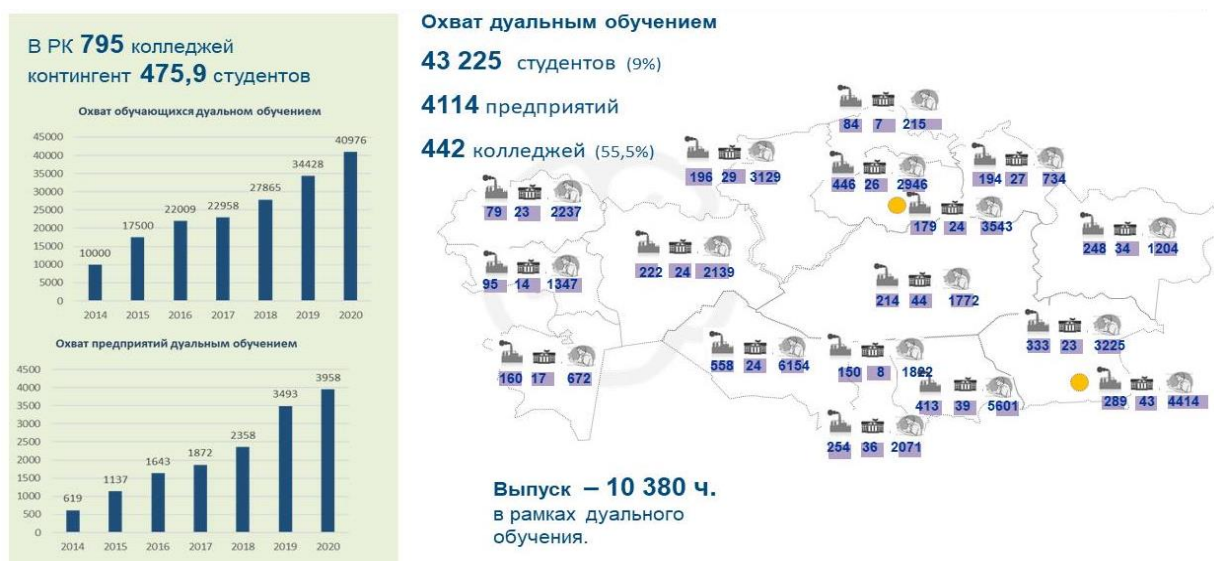 В РК 795 колледжей
контингент 475,9 студентов
Охват обучающихся дуальном обучением
45000
40000
35000
30000
25000
20000
15000
10000
5000
0
10000
17500
22009
22958
27865
34428
40976
2014 2015 2016 2017 2018 2019 2020
Охват предприятий дуальным обучением
4500
4000
3500
3000
2500
2000
1500
1000
500
0
619
1137
1643
1872
2358
3493
3958
2014 2015 2016 2017 2018 2019 2020
Охват дуальным обучением
43 225 студентов (9%)
4114 предприятий
442 колледжей (55,5%)
84 7 215
196 29 3129
446 26 2946
194 27 734
79 23 2237
179 24 3543
248 34 1204
222 24 2139
95 14 1347
214 44 1772
333 23 3225
558 24 6154
150 8 1822
160 17 672
413 39 5601
289 43 4414
254 36 2071
Выпуск – 10 380 ч.
в рамках дуального
обучения.